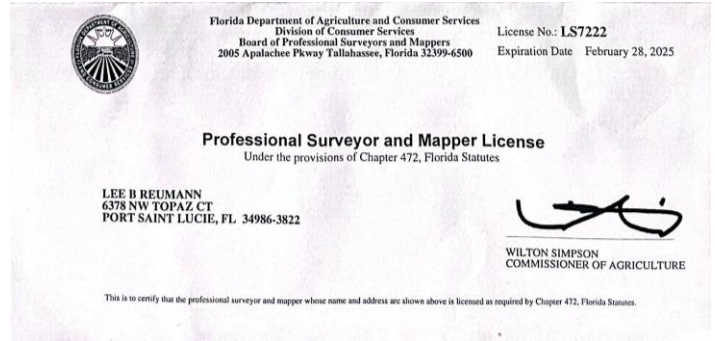 Florida Department of Agriculture and Consumer Services
Division of Consumer Services
Board of Professional Surveyors and Mappers
2005 Apalachee Pkway Tallahassee, Florida 32399-6500
License No.: LS7222
Expiration Date February 28, 2025
Professional Surveyor and Mapper License
Under the provisions of Chapter 472, Florida Statutes
LEE B REUMANN
6378 NW TOPAZ CT
PORT SAINT LUCIE, FL 34986-3822
WILTON SIMPSON
COMMISSIONER OF AGRICULTURE
This is to certify that the professional surveyor and mapper whose name and address are shown above is licensed as required by Chapter 472, Florida Statutes.